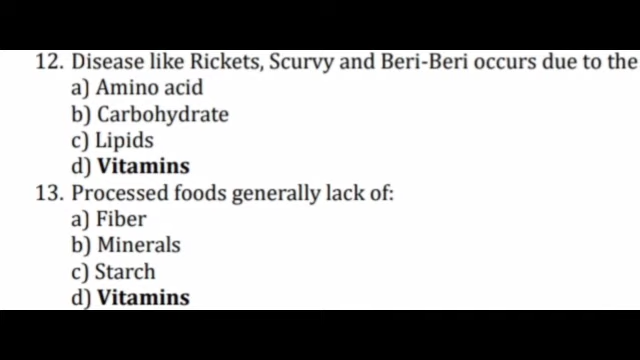 12. Disease like Rickets, Scurvy and Beri-Beri occurs due to the
a) Amino acid
b) Carbohydrate
c) Lipids
d) Vitamins
13. Processed foods generally lack of:
a) Fiber
b) Minerals
c) Starch
d) Vitamins